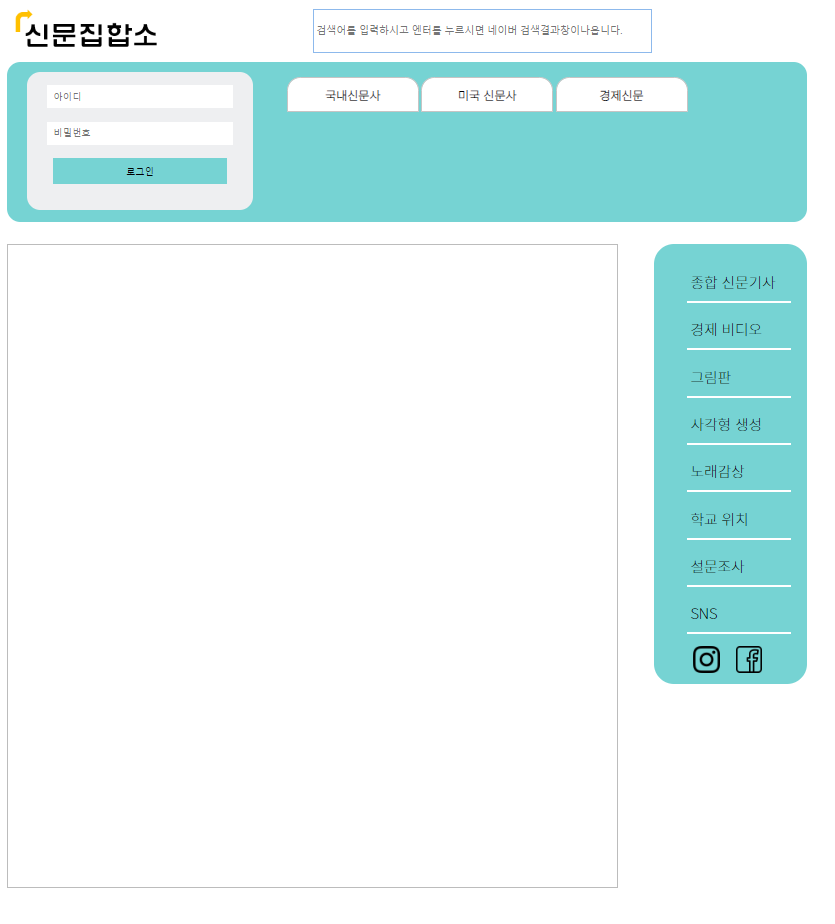 신문집합소
검색어를 입력하시고 엔터를 누르시면 네이버 검색결과창이나옵니다.
아이디
비밀번호
로그인
국내신문사
미국 신문사
경제신문
종합 신문기사
경제 비디오
그림판
사각형 생성
노래감상
학교 위치
설문조사
SNS